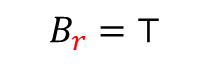 B_r = ⊤